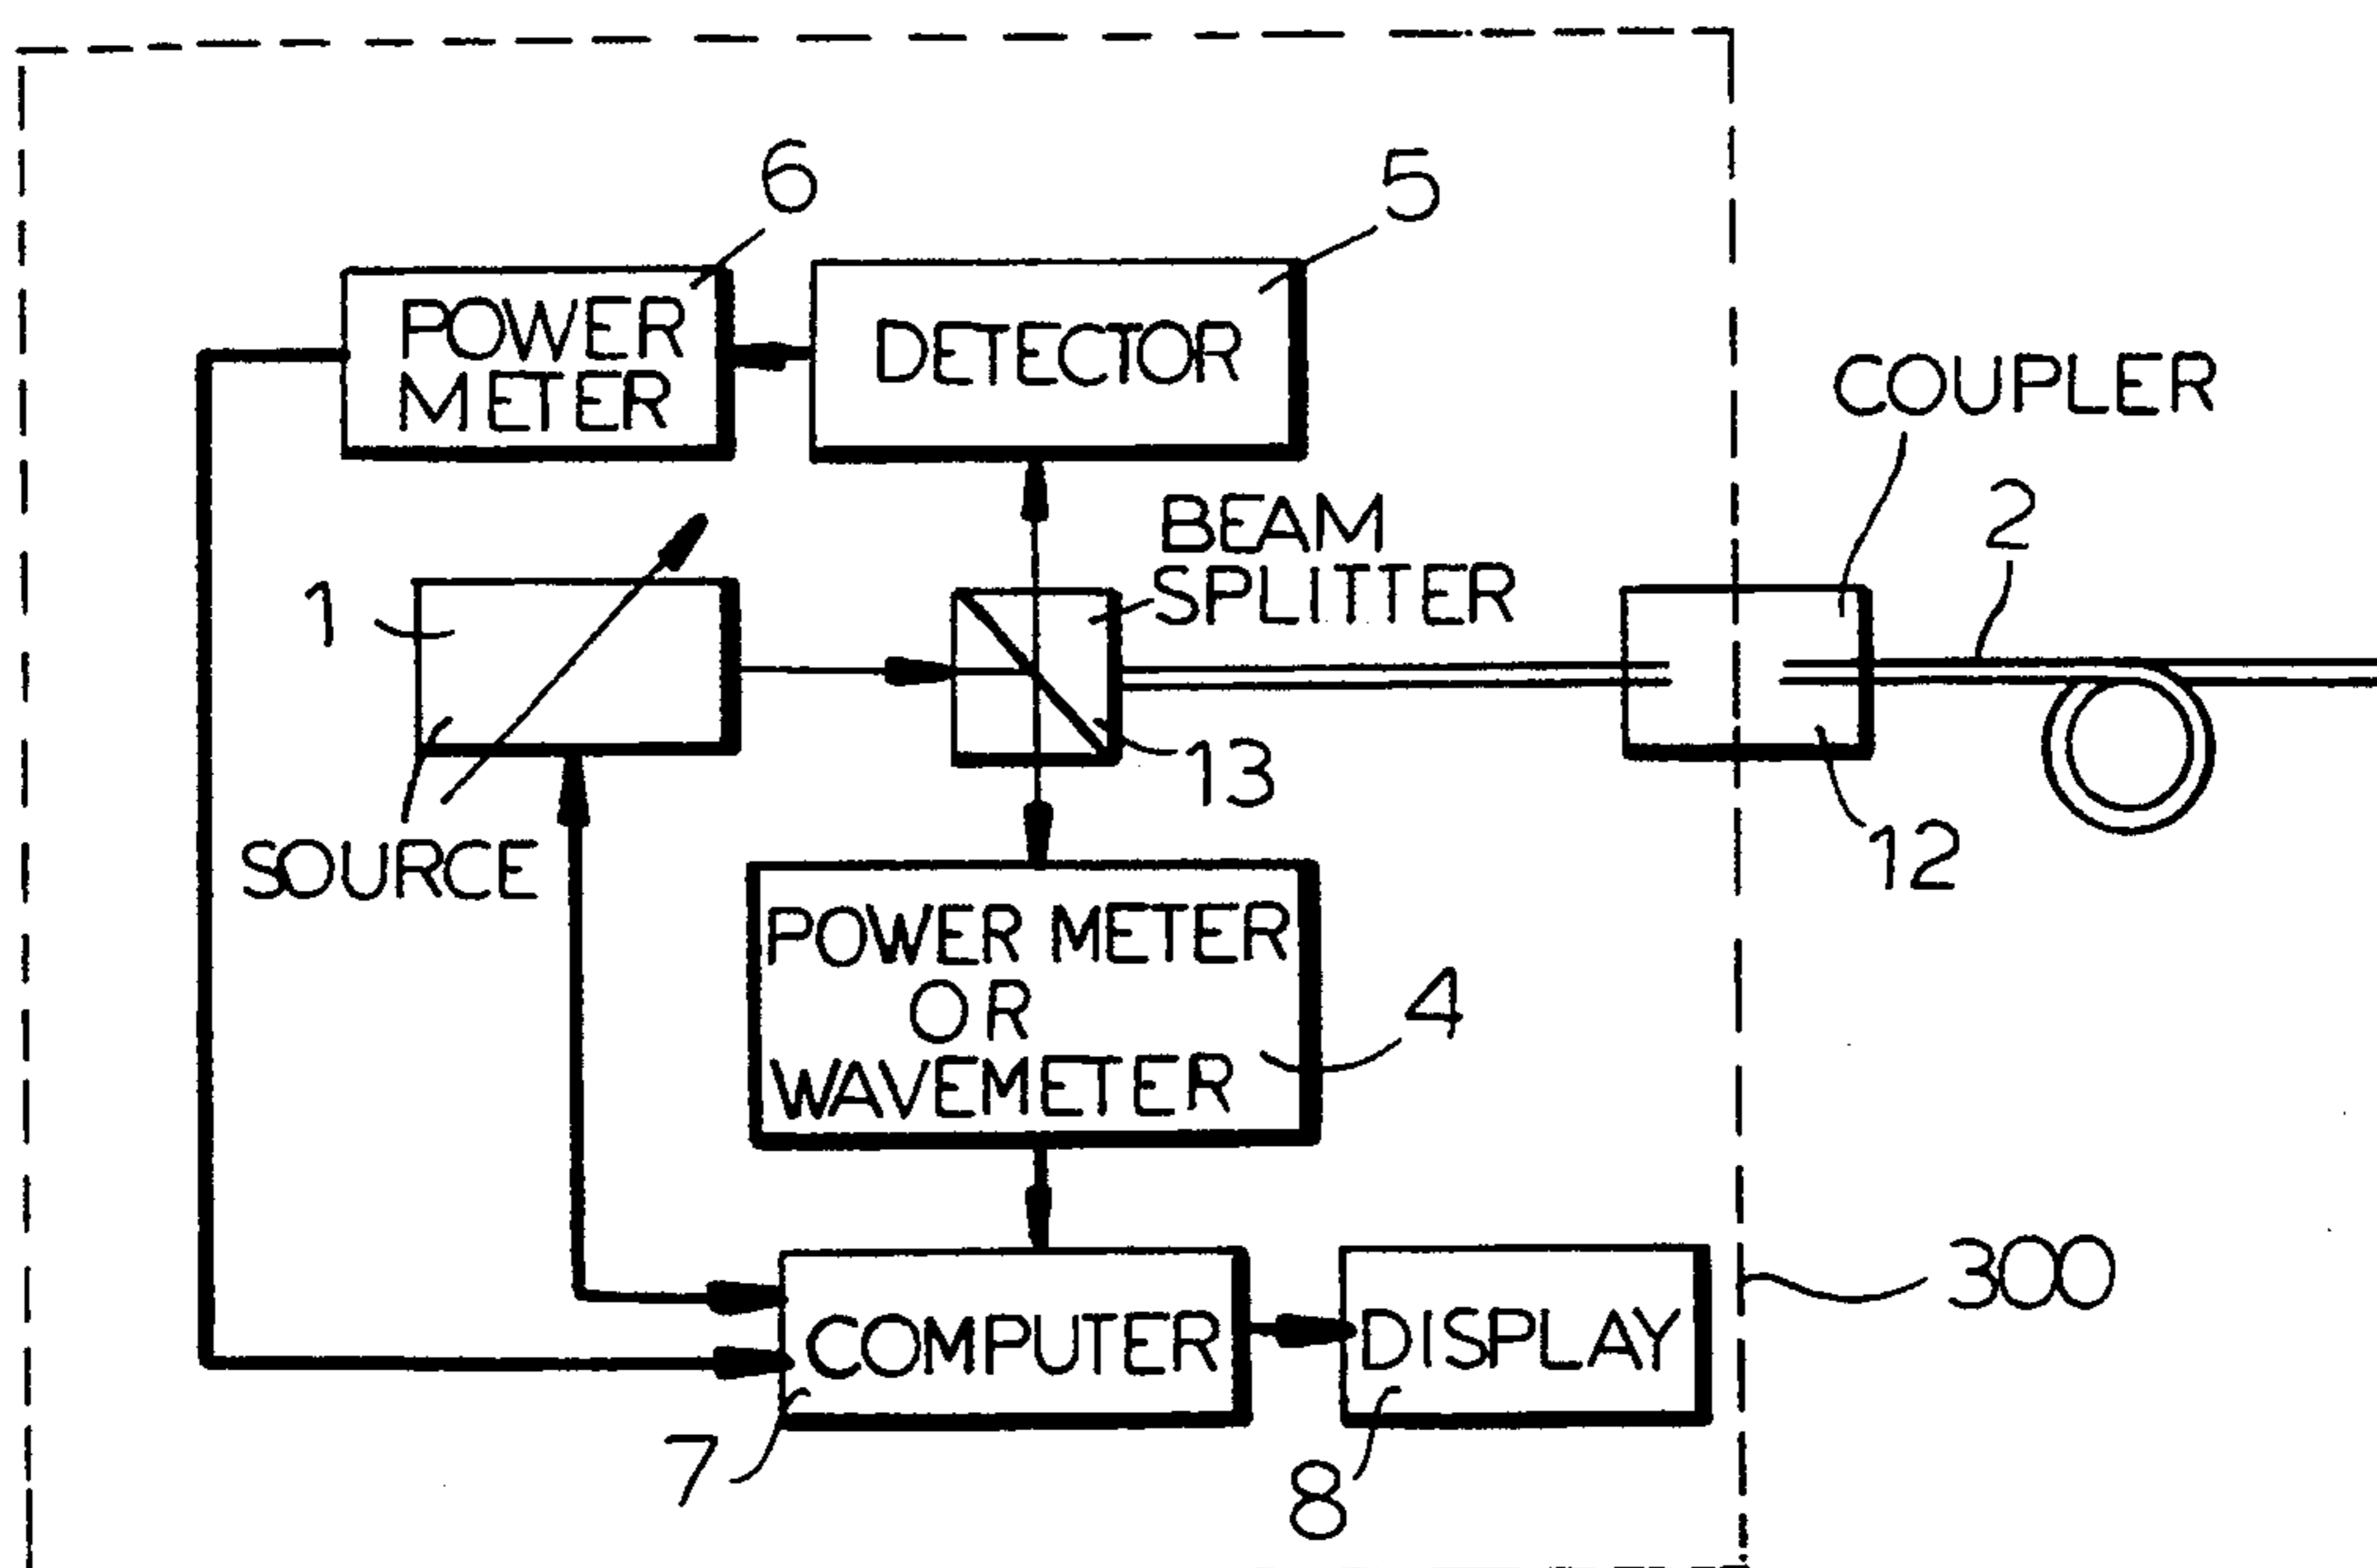 6
5
POWER
METER
DETECTOR
COUPLER
BEAM
SPLITTER
2
1
13
12
SOURCE
POWER METER
OR
WAVEMETER
4
300
COMPUTER
DISPLAY
7
8